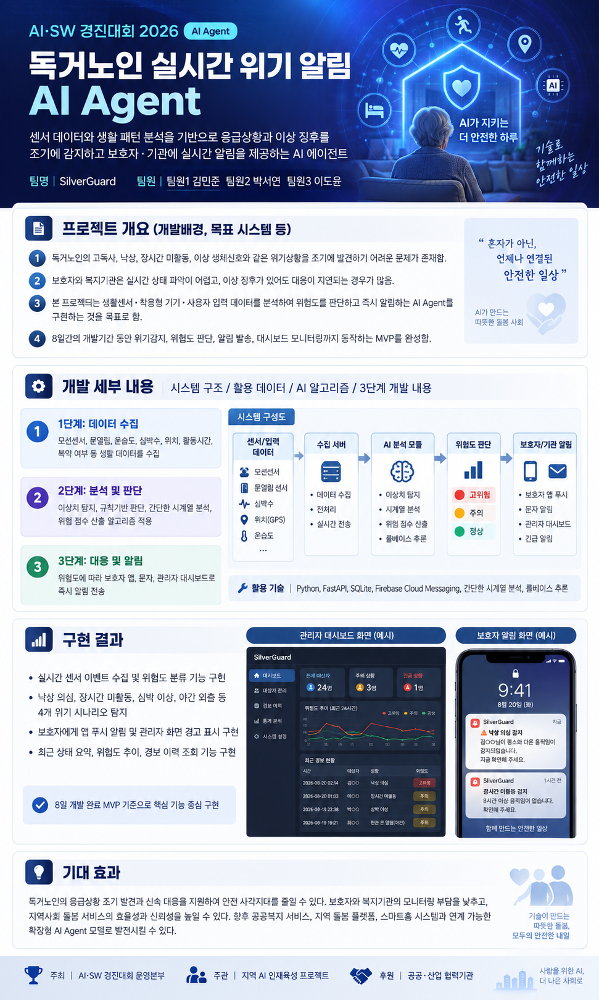 AI·SW 경진대회 2026 AI Agent
독거노인 실시간 위기 알림
AI Agent
센서 데이터와 생활 패턴 분석을 기반으로 응급상황과 이상 징후를
조기에 감지하고 보호자·기관에 실시간 알림을 제공하는 AI 에이전트
팀명 | SilverGuard 팀원 | 팀원1 김민준 팀원2 박서연 팀원3 이도윤
AI
AI가 지키는
더 안전한 하루
기술로
함께하는
안전한 일상
프로젝트 개요 (개발배경, 목표 시스템 등)
1 독거노인의 고독사, 낙상, 장시간 미활동, 이상 생체신호와 같은 위기상황을 조기에 발견하기 어려운 문제가 존재함.
2 보호자와 복지기관은 실시간 상태 파악이 어렵고, 이상 징후가 있어도 대응이 지연되는 경우가 많음.
3 본 프로젝트는 생활센서·착용형 기기·사용자 입력 데이터를 분석하여 위험도를 판단하고 즉시 알림하는 AI Agent를
구현하는 것을 목표로 함.
4 8일간의 개발기간 동안 위기감지, 위험도 판단, 알림 발송, 대시보드 모니터링까지 동작하는 MVP를 완성함.
“ 혼자가 아닌,
언제나 연결된
안전한 일상 ”
AI가 만드는
따뜻한 돌봄 사회
개발 세부 내용 시스템 구조 / 활용 데이터 / AI 알고리즘 / 3단계 개발 내용
1 1단계: 데이터 수집
모션센서, 문열림, 온습도, 심박수, 위치, 활동시간,
복약 여부 등 생활 데이터를 수집
2 2단계: 분석 및 판단
이상치 탐지, 규칙기반 판단, 간단한 시계열 분석,
위험 점수 산출 알고리즘 적용
3 3단계: 대응 및 알림
위험도에 따라 보호자 앱, 문자, 관리자 대시보드로
즉시 알림 전송
시스템 구성도
센서/입력
데이터
모션센서
문열림 센서
심박수
위치(GPS)
온습도
...
수집 서버
• 데이터 수집
• 전처리
• 실시간 전송
AI 분석 모듈
• 이상치 탐지
• 시계열 분석
• 위험 점수 산출
• 룰베이스 추론
위험도 판단
고위험
주의
정상
보호자/기관 알림
• 보호자 앱 푸시
• 문자 알림
• 관리자 대시보드
• 긴급 알림
활용 기술 | Python, FastAPI, SQLite, Firebase Cloud Messaging, 간단한 시계열 분석, 룰베이스 추론
구현 결과
• 실시간 센서 이벤트 수집 및 위험도 분류 기능 구현
• 낙상 의심, 장시간 미활동, 심박 이상, 야간 외출 등
4개 위기 시나리오 탐지
• 보호자에게 앱 푸시 알림 및 관리자 화면 경고 표시 구현
• 최근 상태 요약, 위험도 추이, 경보 이력 조회 기능 구현
8일 개발 완료 MVP 기준으로 핵심 기능 중심 구현
관리자 대시보드 화면 (예시)
SilverGuard
대시보드
대상자 관리
경보 이력
통계 분석
시스템 설정
전체 대상자
24명
주의 상황
3명
긴급 상황
1명
위험도 추이 (최근 24시간)
고위험 주의 정상
최근 경보 현황
시간 대상자 상황 위험도
2026-08-20 02:14 김○○ 낙상 의심 고위험
2026-08-20 01:03 이○○ 주의
2026-08-19 22:38 박○○ 주의
2026-08-19 19:21 최○○ 주의
보호자 알림 화면 (예시)
9:41
8월 20일 (화)
SilverGuard 지금
낙상 의심 감지
김○○님이 평소와 다른 움직임이
감지되었습니다.
지금 확인해 주세요.
SilverGuard 1시간 전
감지
8시간 이상 움직임이 없습니다.
확인해 주세요.
함께 만드는 안전한 일상
기대 효과
독거노인의 응급상황 조기 발견과 신속 대응을 지원하여 안전 사각지대를 줄일 수 있다. 보호자와 복지기관의 모니터링 부담을 낮추고,
지역사회 돌봄 서비스의 효율성과 신뢰성을 높일 수 있다. 향후 공공복지 서비스, 지역 돌봄 플랫폼, 스마트홈 시스템과 연계 가능한
확장형 AI Agent 모델로 발전시킬 수 있다.
기술이 만드는
따뜻한 돌봄,
모두의 안전한 내일
주최 | AI·SW 경진대회 운영본부 주관 | 지역 AI 인재육성 프로젝트 후원 | 공공·산업 협력기관
사람을 위한 AI,
더 나은 사회로